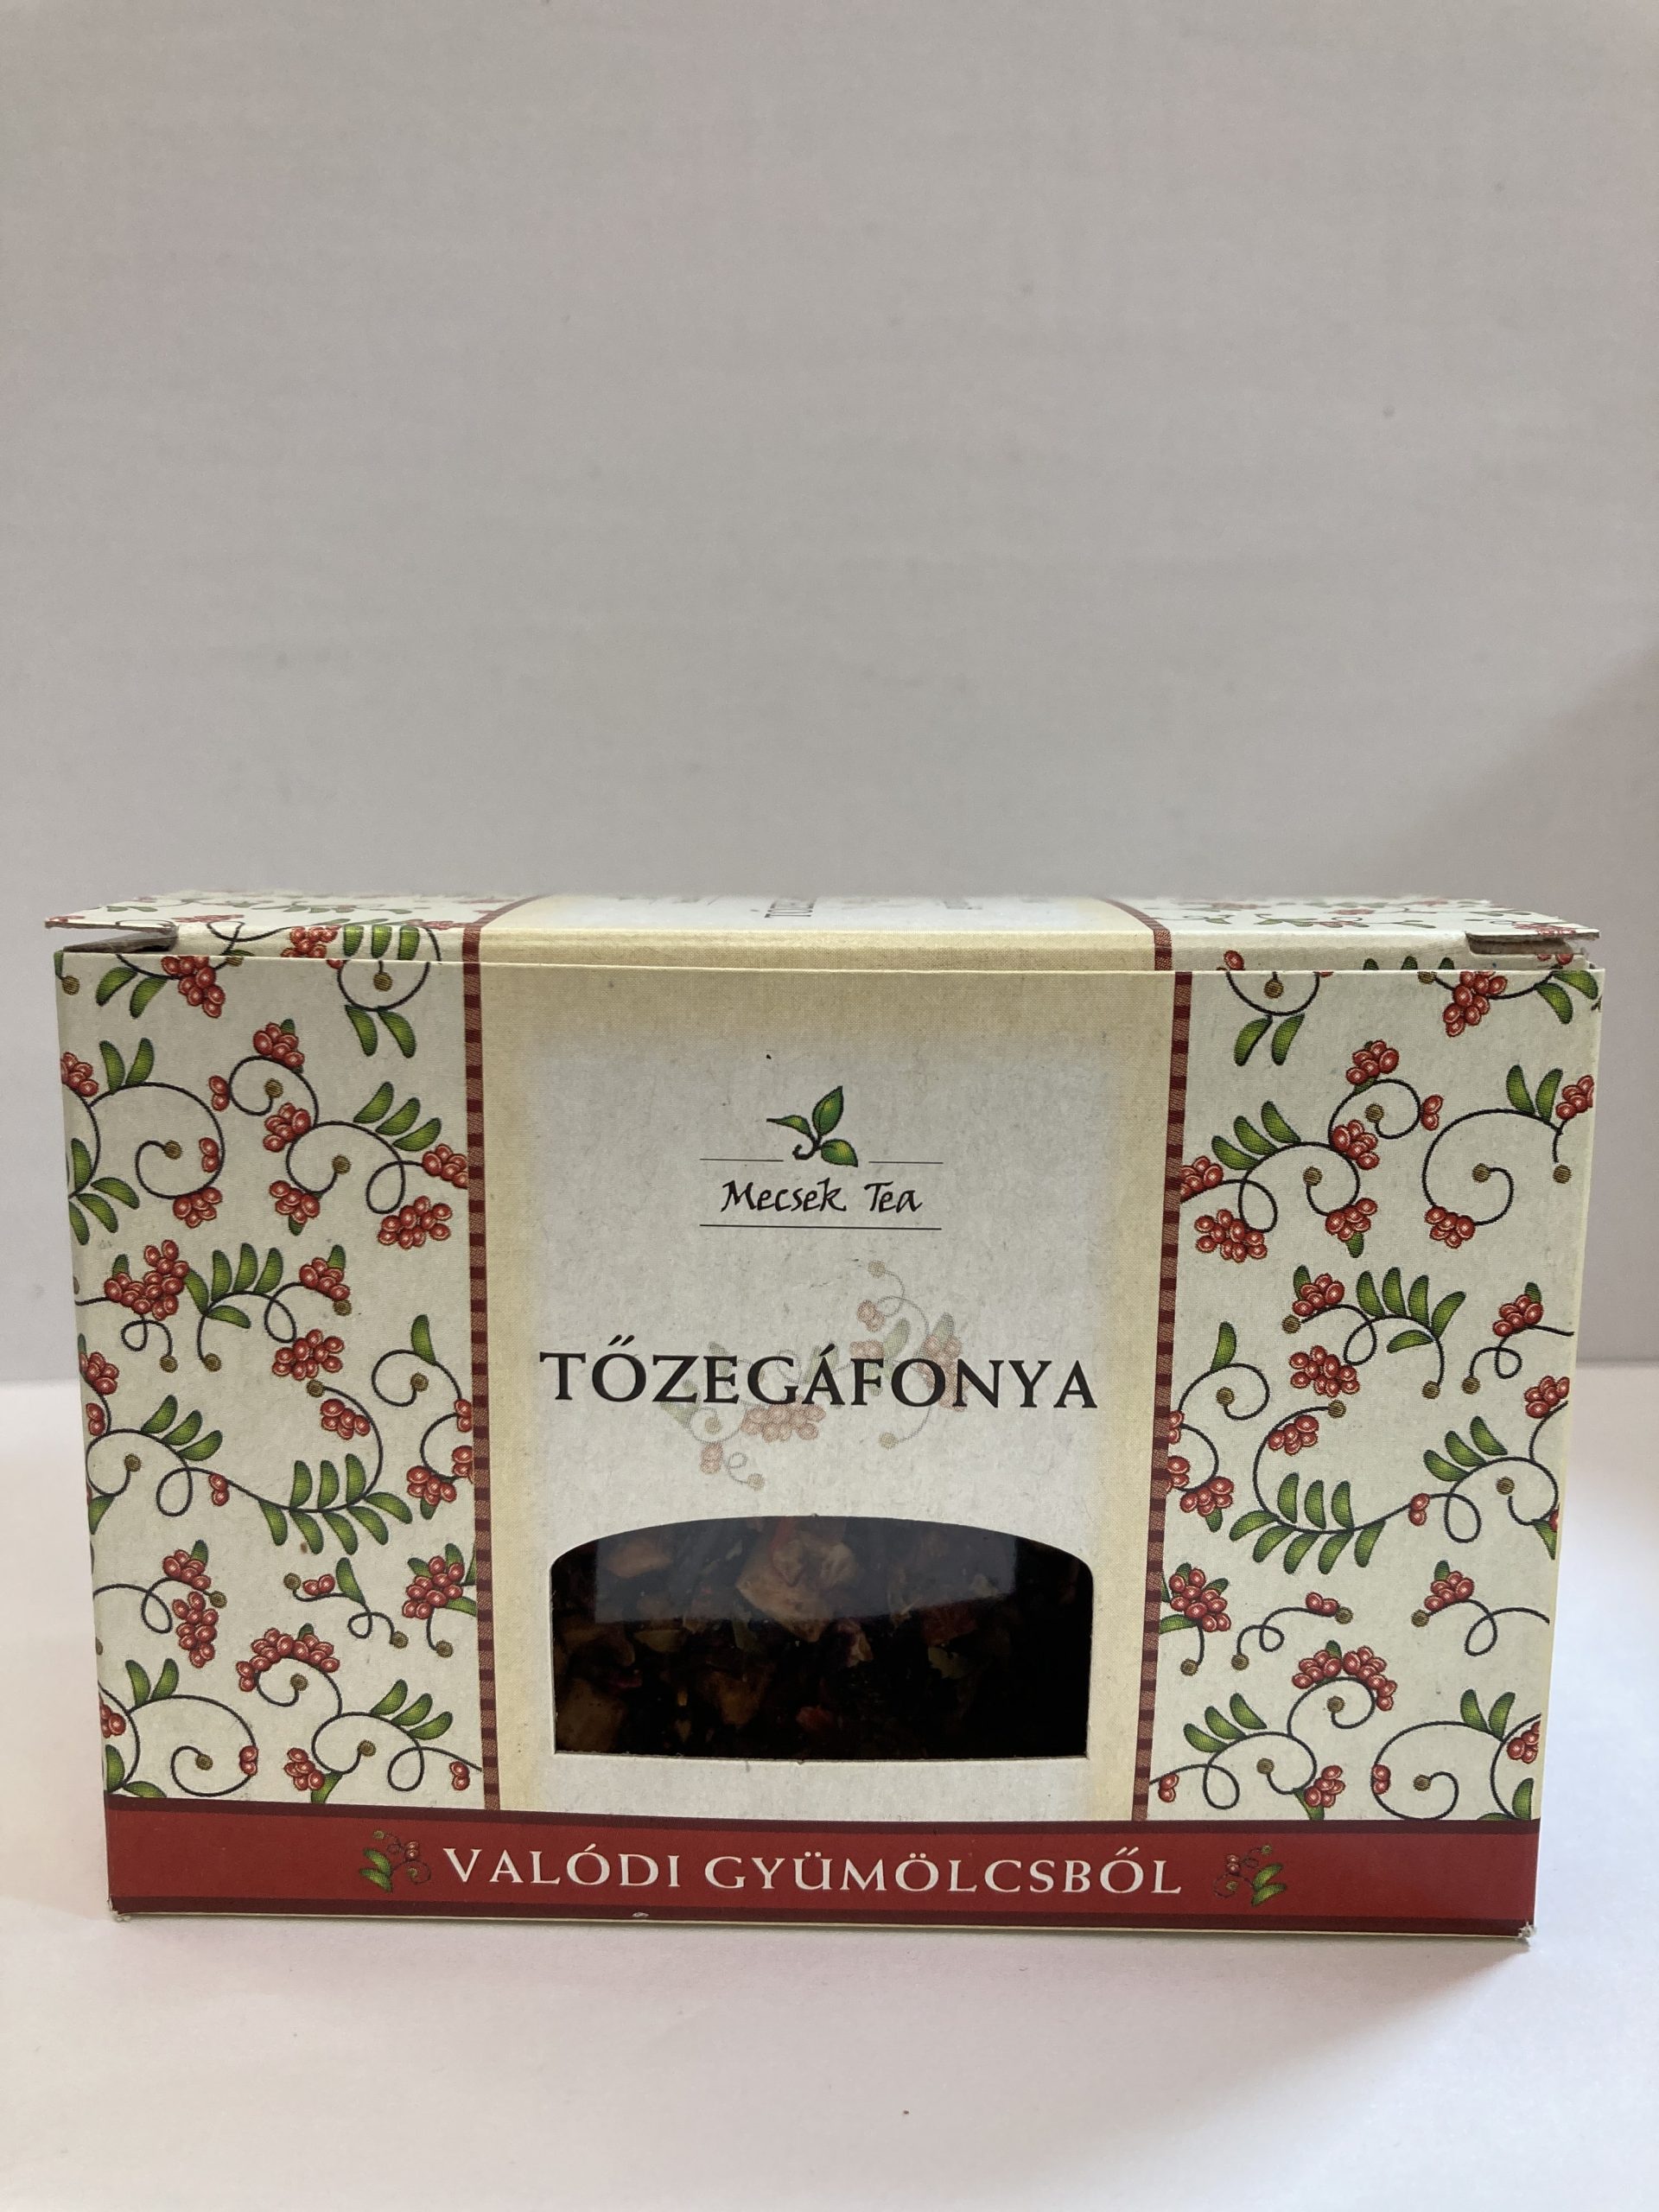 Mecsek Tea
TŐZEGÁFONYA
VALÓDI GYÜMÖLCSBŐL